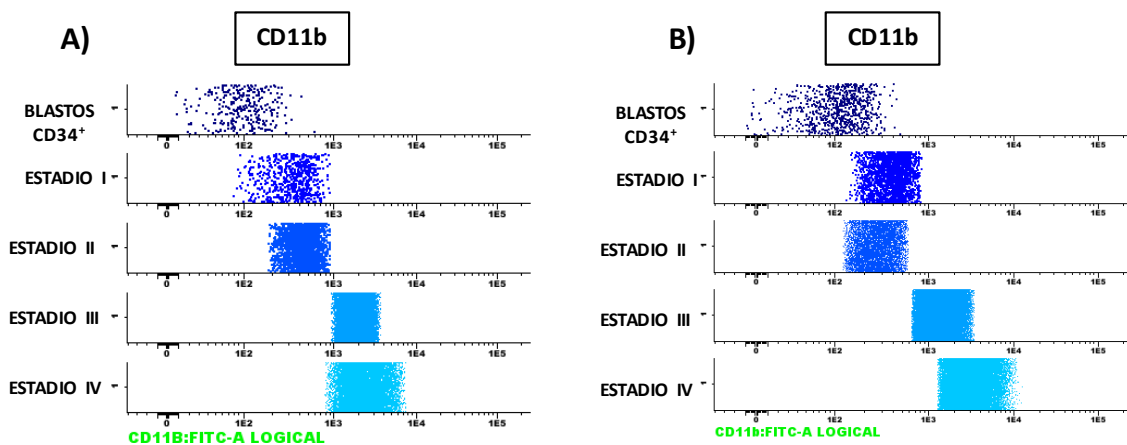 A)
CD11b
BLASTOS
CD34⁺
0 1E2 1E3 1E4 1E5
ESTADIO I
0 1E2 1E3 1E4 1E5
ESTADIO II
0 1E2 1E3 1E4 1E5
ESTADIO III
0 1E2 1E3 1E4 1E5
ESTADIO IV
0 1E2 1E3 1E4 1E5
CD11B:FITC-A LOGICAL
B)
CD11b
BLASTOS
CD34⁺
0 1E2 1E3 1E4 1E5
ESTADIO I
0 1E2 1E3 1E4 1E5
ESTADIO II
0 1E2 1E3 1E4 1E5
ESTADIO III
0 1E2 1E3 1E4 1E5
ESTADIO IV
0 1E2 1E3 1E4 1E5
CD11b:FITC-A LOGICAL